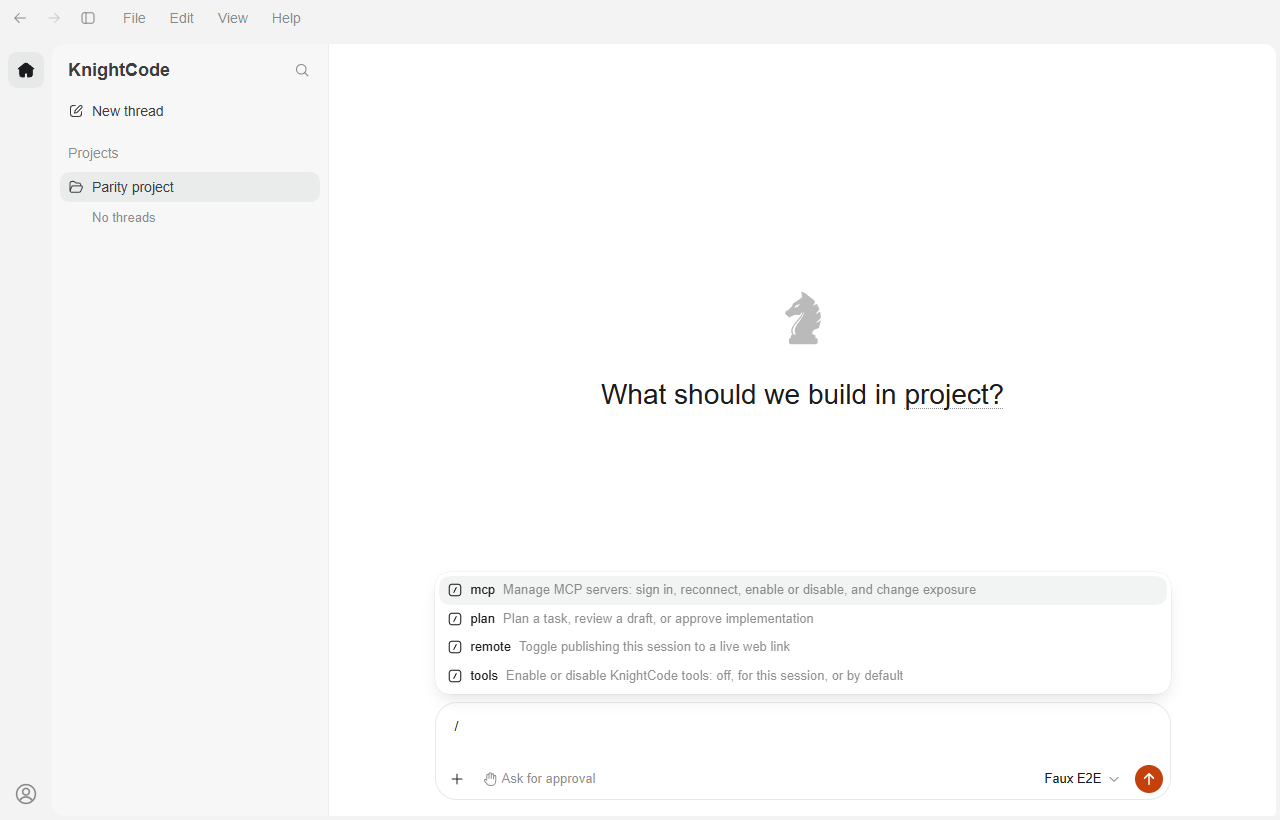 File Edit View Help
KnightCode
New thread
Projects
Parity project
No threads
What should we build in project?
mcp Manage MCP servers: sign in, reconnect, enable or disable, and change exposure
plan Plan a task, review a draft, or approve implementation
remote Toggle publishing this session to a live web link
tools Enable or disable KnightCode tools: off, for this session, or by default
/
Ask for approval Faux E2E